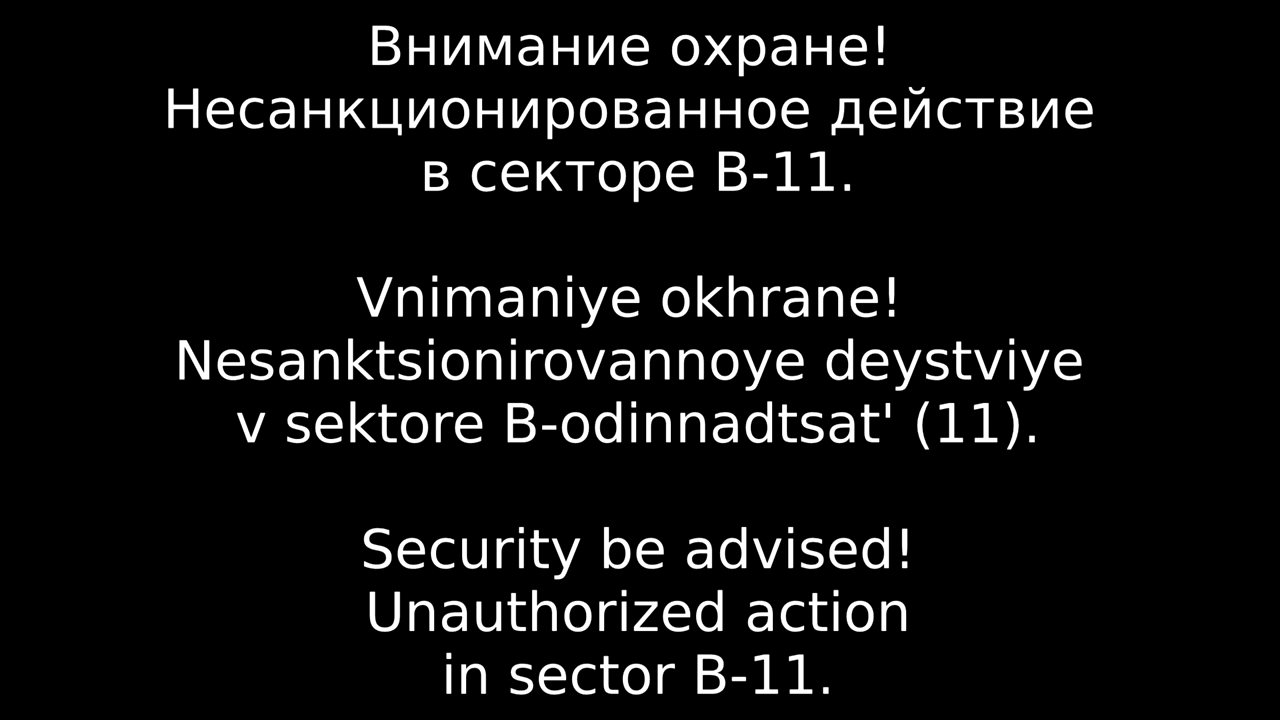 Внимание охране!
Несанкционированное действие
в секторе B-11.
Vnimaniye okhrane!
Nesanktsionirovannoye deystviye
v sektore B-odinnadtsat' (11).
Security be advised!
Unauthorized action
in sector B-11.